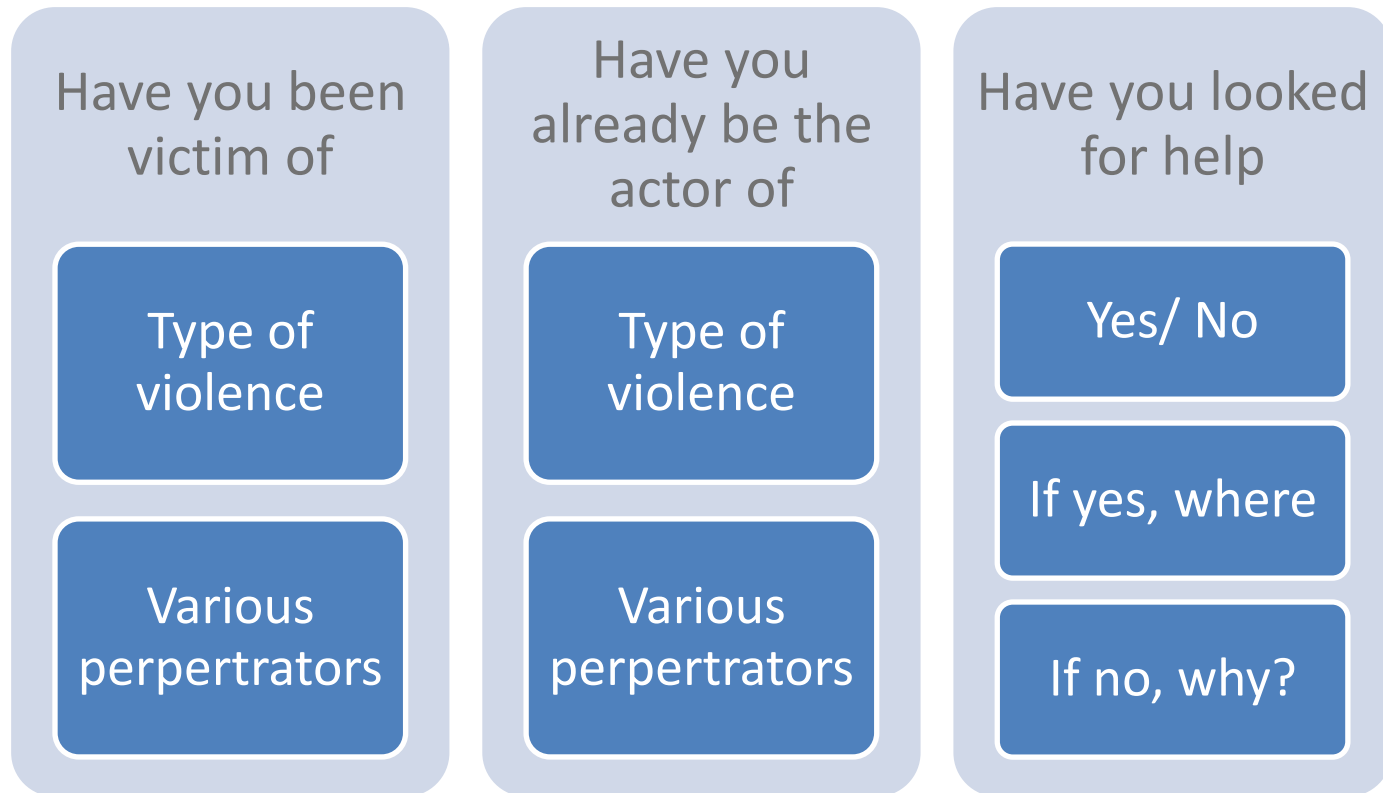 Have you been
victim of
Type of
violence
Various
perpertrators
Have you
already be the
actor of
Type of
violence
Various
perpertrators
Have you looked
for help
Yes/ No
If yes, where
If no, why?